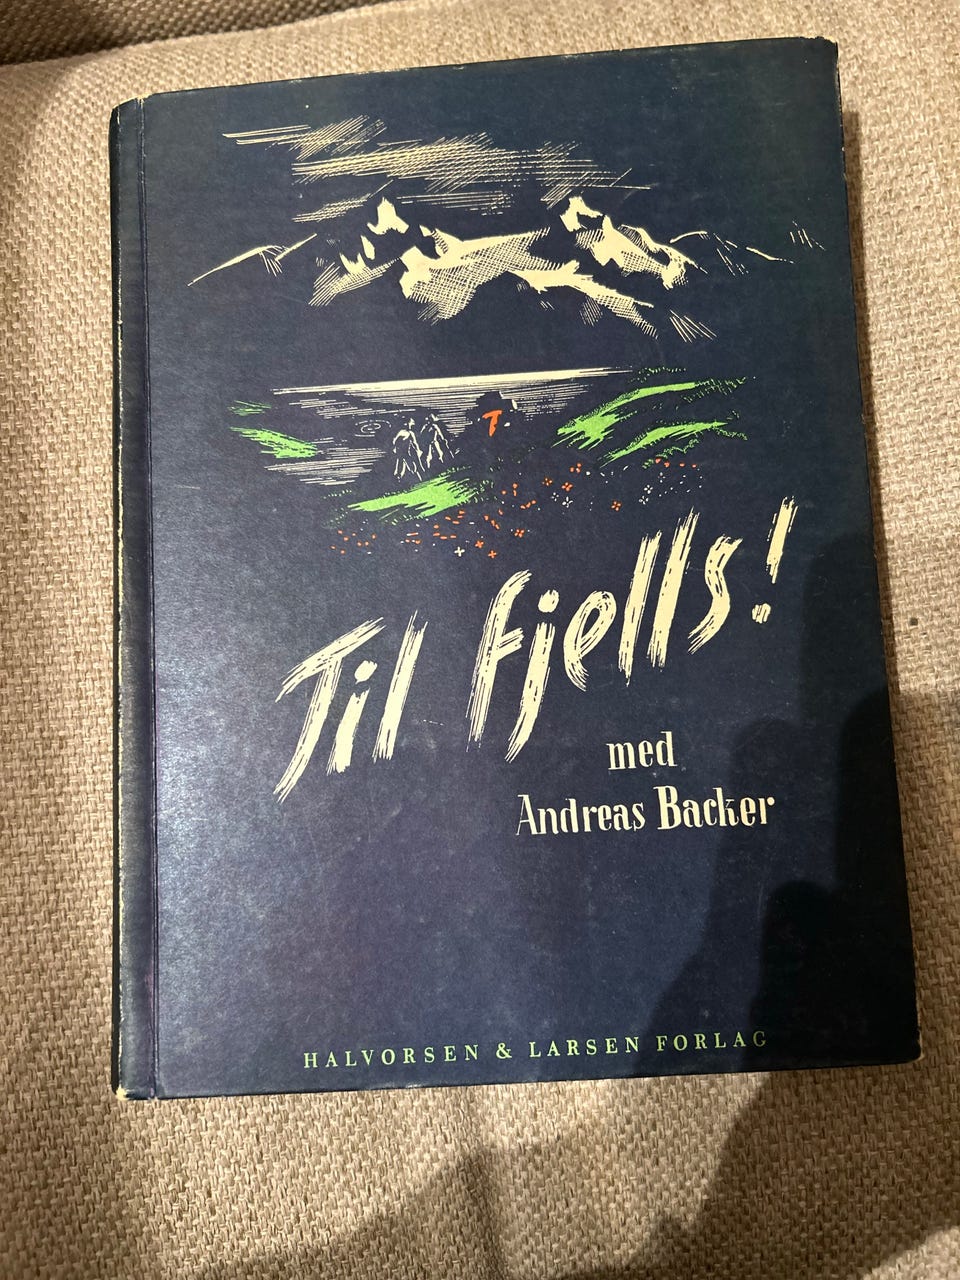 Til fjells!
med
Andreas Backer
HALVORSEN & LARSEN FORLAG